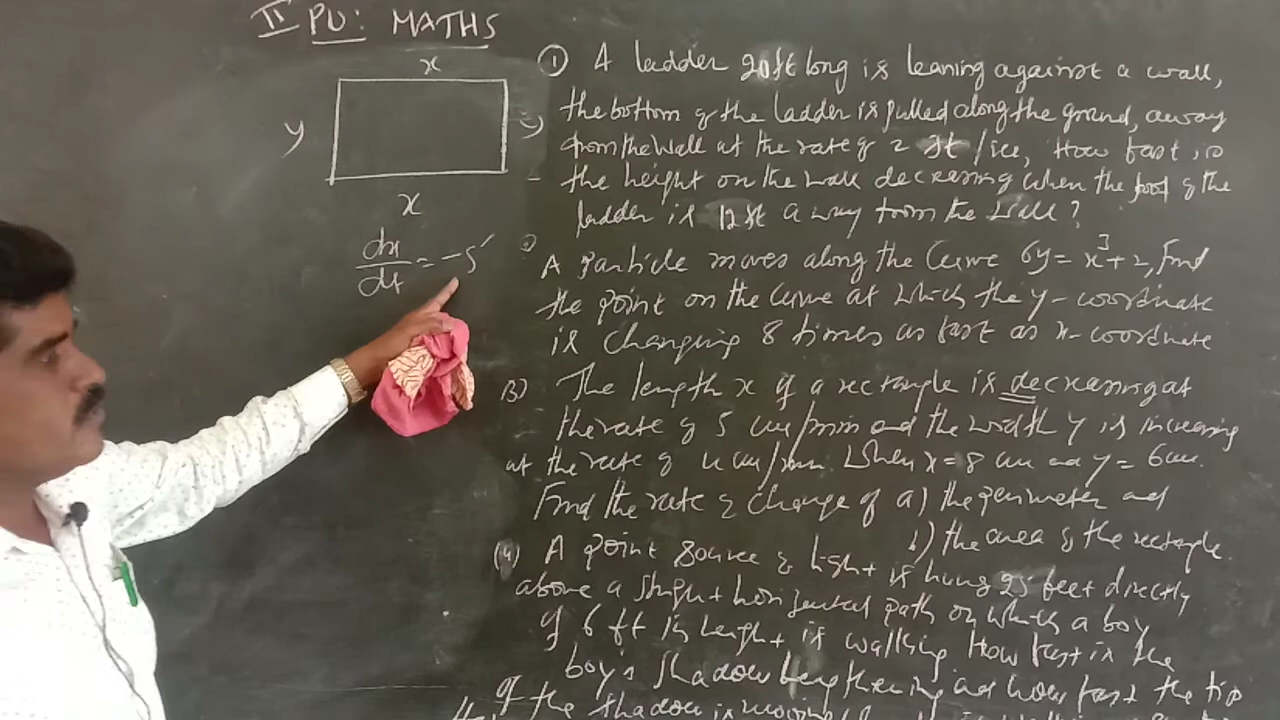 II PU: MATHS
x
y
y
x
dx/dt = -5
① A ladder 20ft long is leaning against a wall,
the bottom of the ladder is pulled along the ground, away
from the wall at the rate of 2 ft/sec, How fast is
the height on the wall decreasing when the foot of the
ladder is 12ft away from the wall?
A particle moves along the Curve 6y = x³+2, Find
the point on the curve at which the y-coordinate
is changing 8 times as fast as x-coordinate
(3) The length x of a rectangle is decreasing at
the rate of 5 cm/min and the width y is increasing
at the rate of 4 cm/min. When x=8 cm and y= 6cm.
Find the rate of change of a) the perimeter and
b) the area of the rectangle.
(4) A point source of light is hung 25 feet directly
above a straight horizontal path on which a boy
of 6 ft in height is walking How fast is the
boy's shadow lengthening and how fast the tip
of the shadow is moving